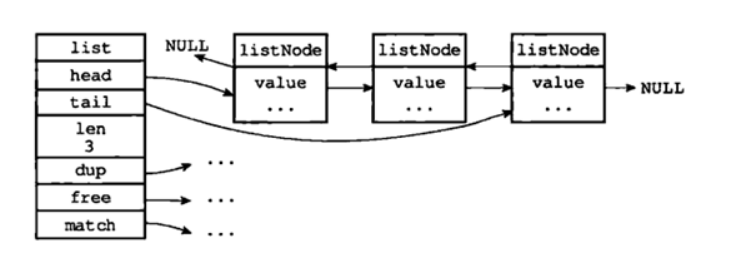 list
head
tail
len
3
dup
free
match
NULL
listNode
value
...
listNode
value
...
listNode
value
...
NULL
...
...
...